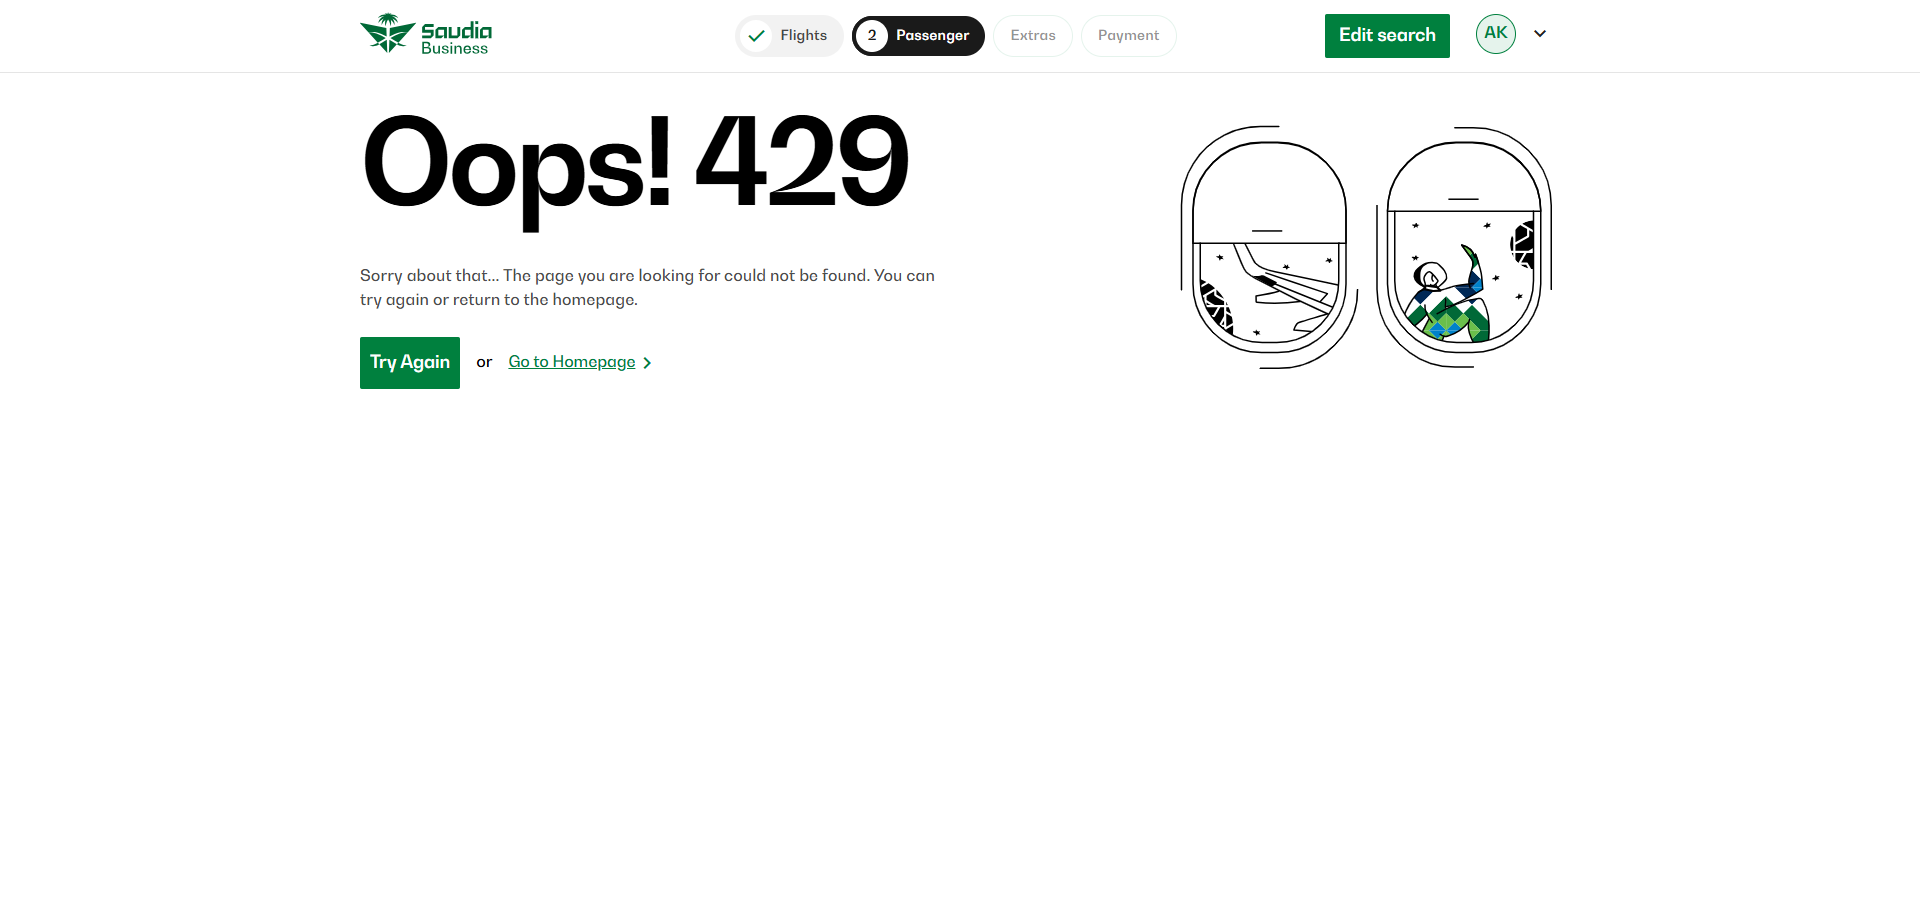 Saudia
Business
Flights
2 Passenger
Extras
Payment
Edit search
AK
Oops! 429
Sorry about that... The page you are looking for could not be found. You can
try again or return to the homepage.
Try Again or Go to Homepage